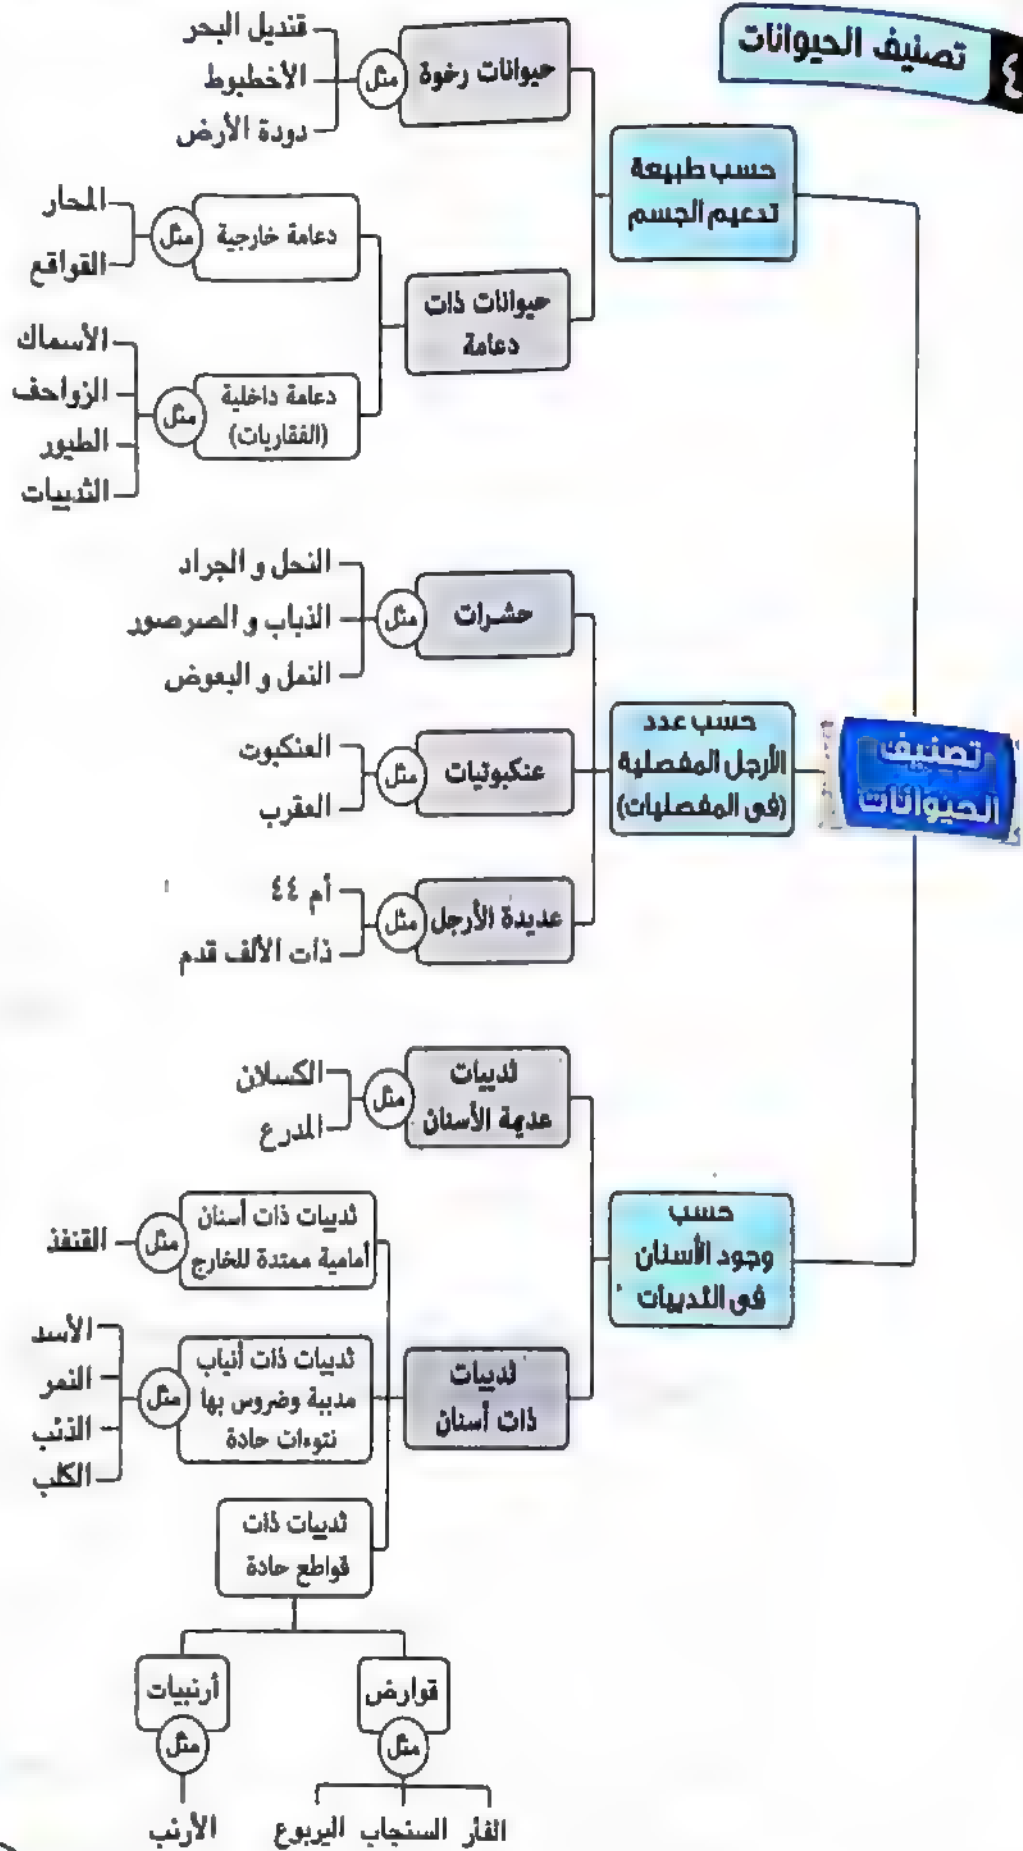 ٤ تصنيف الحيوانات
تصنيف
الحيوانات
حسب طبيعة
تدعيم الجسم
حيوانات رخوة
مثل
قنديل البحر
الأخطبوط
دودة الأرض
حيوانات ذات
دعامة
دعامة خارجية
مثل
المحار
القواقع
دعامة داخلية
(الفقاريات)
مثل
الأسماك
الزواحف
الطيور
الثدييات
حسب عدد
الأرجل المفصلية
(فى المفصليات)
حشرات
مثل
النحل و الجراد
الذباب و الصرصور
النمل و البعوض
عنكبوتيات
مثل
العنكبوت
العقرب
عديدة الأرجل
مثل
أم ٤٤
ذات الألف قدم
حسب
وجود الأسنان
فى الثدييات
ثدييات
عديمة الأسنان
مثل
الكسلان
المدرع
ثدييات
ذات أسنان
ثدييات ذات أسنان
أمامية ممتدة للخارج
مثل
القنفذ
ثدييات ذات أنياب
مدببة وضروس بها
نتوءات حادة
مثل
الأسد
النمر
الذئب
الكلب
ثدييات ذات
قواطع حادة
قوارض
مثل
الفأر السنجاب اليربوع
أرنبيات
مثل
الأرنب